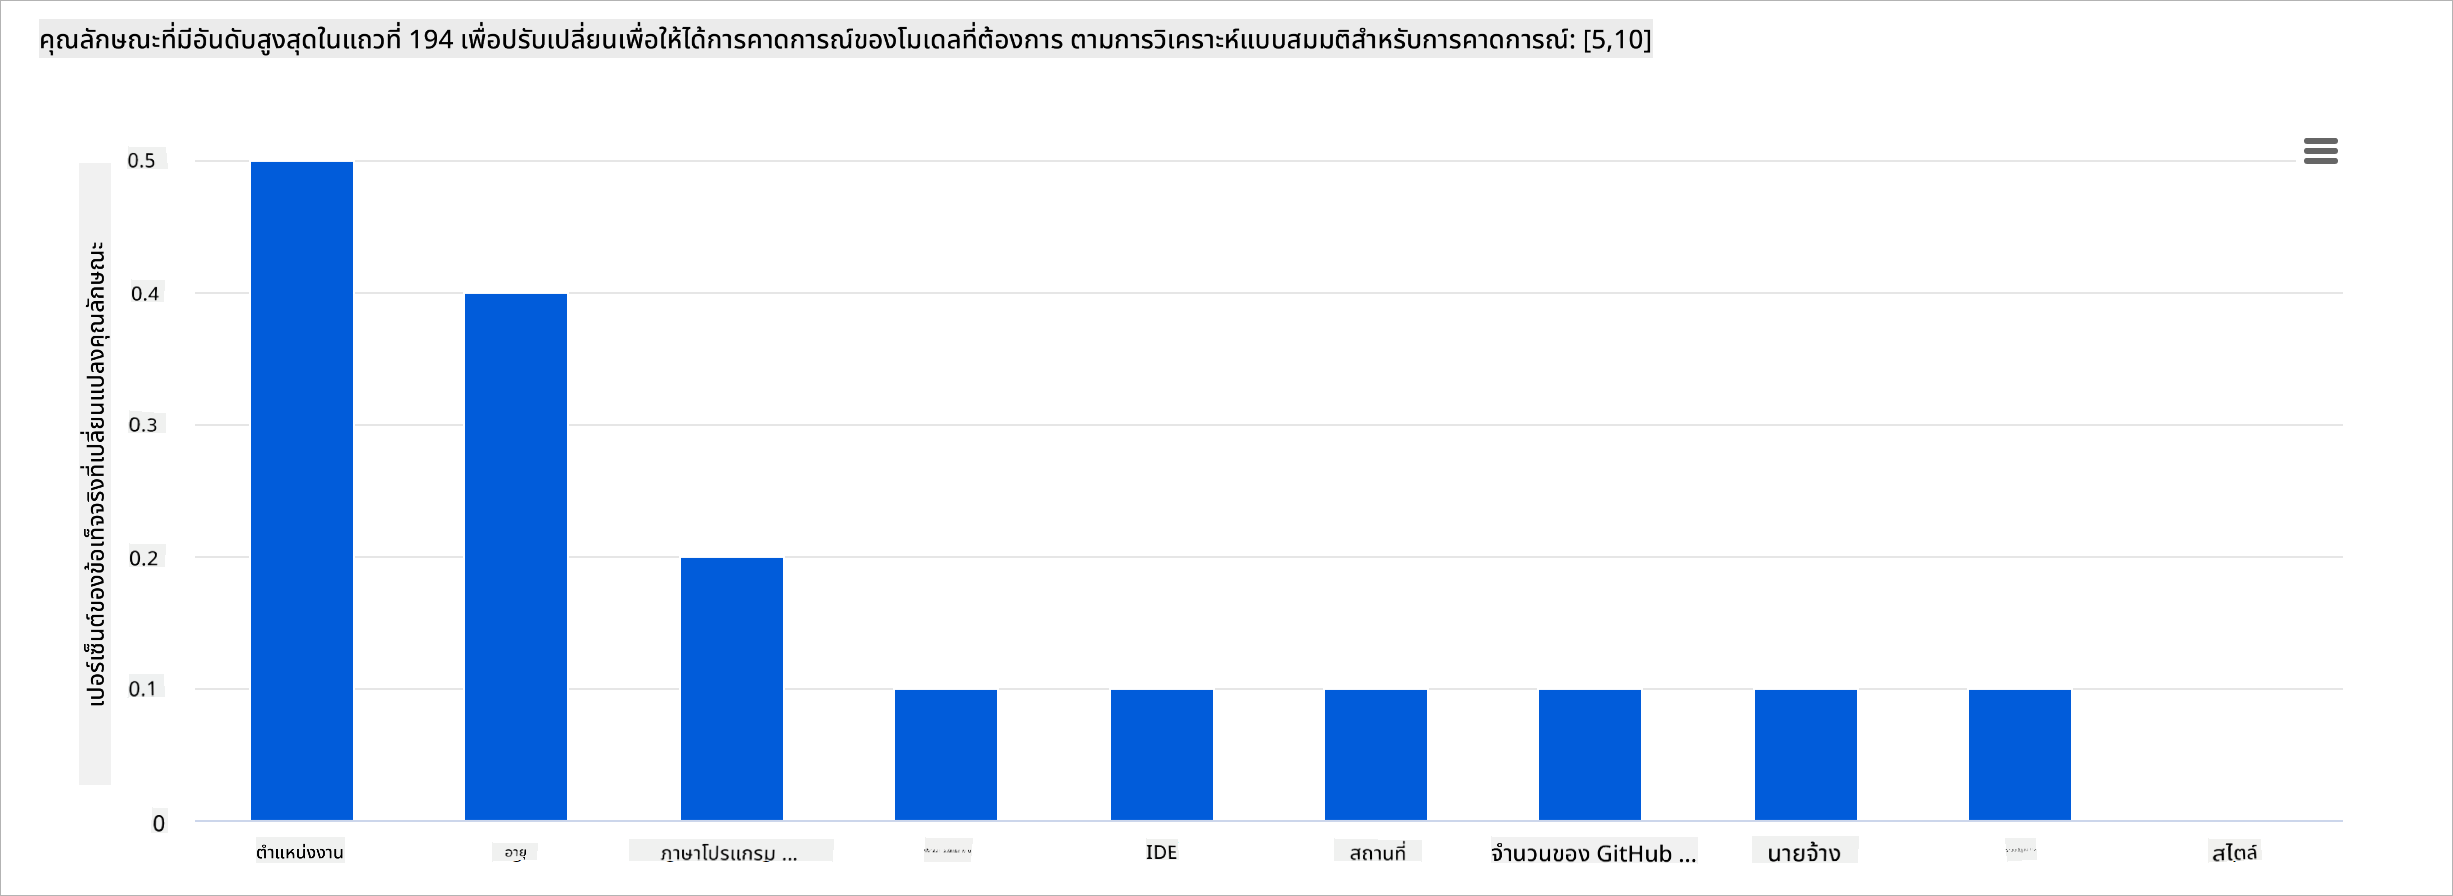 คุณลักษณะที่มีอันดับสูงสุดในแถวที่ 194 เพื่อปรับเปลี่ยนเพื่อให้ได้การคาดการณ์ของโมเดลที่ต้องการ ตามการวิเคราะห์แบบสมมติสำหรับการคาดการณ์: [5,10]
เปอร์เซ็นต์ของข้อเท็จจริงที่เปลี่ยนแปลงคุณลักษณะ
0.5
0.4
0.3
0.2
0.1
0
ตำแหน่งงาน
อายุ
ภาษาโปรแกรม ...
IDE
สถานที่
จำนวนของ GitHub ...
นายจ้าง
สไตล์